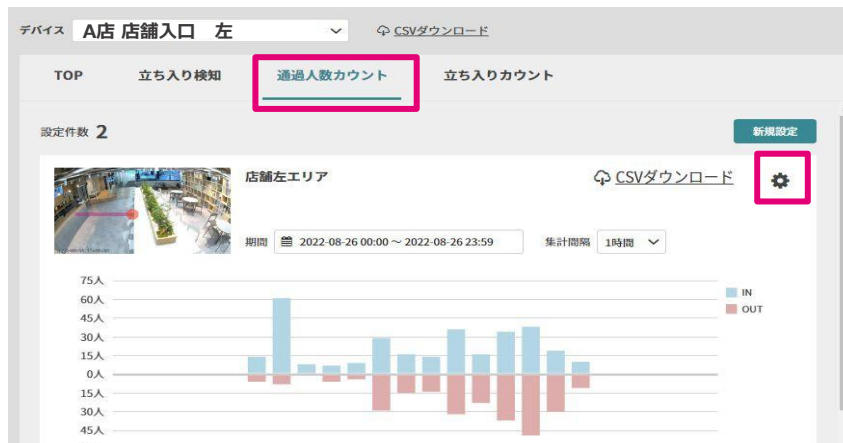 デバイス A店 店舗入口 左 CSVダウンロード
TOP 立ち入り検知 通過人数カウント 立ち入りカウント
設定件数 2 新規設定
店舗左エリア CSVダウンロード
期間 2022-08-26 00:00 ~ 2022-08-26 23:59 集計間隔 1時間
75人
60人
45人
30人
15人
0人
15人
30人
45人
IN
OUT